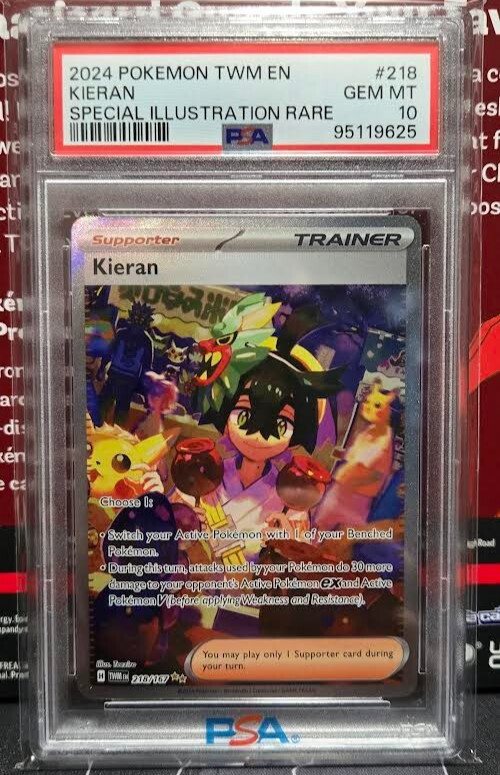 2024 POKEMON TWM EN #218
KIERAN GEM MT
SPECIAL ILLUSTRATION RARE 10
PSA 95119625
Supporter TRAINER
Kieran
Choose 1:
• Switch your Active Pokémon with 1 of your Benched
Pokémon.
• During this turn, attacks used by your Pokémon do 30 more
damage to your opponent's Active Pokémon ex and Active
Pokémon V (before applying Weakness and Resistance).
You may play only 1 Supporter card during
your turn.
H TWM EN 218/167
PSA